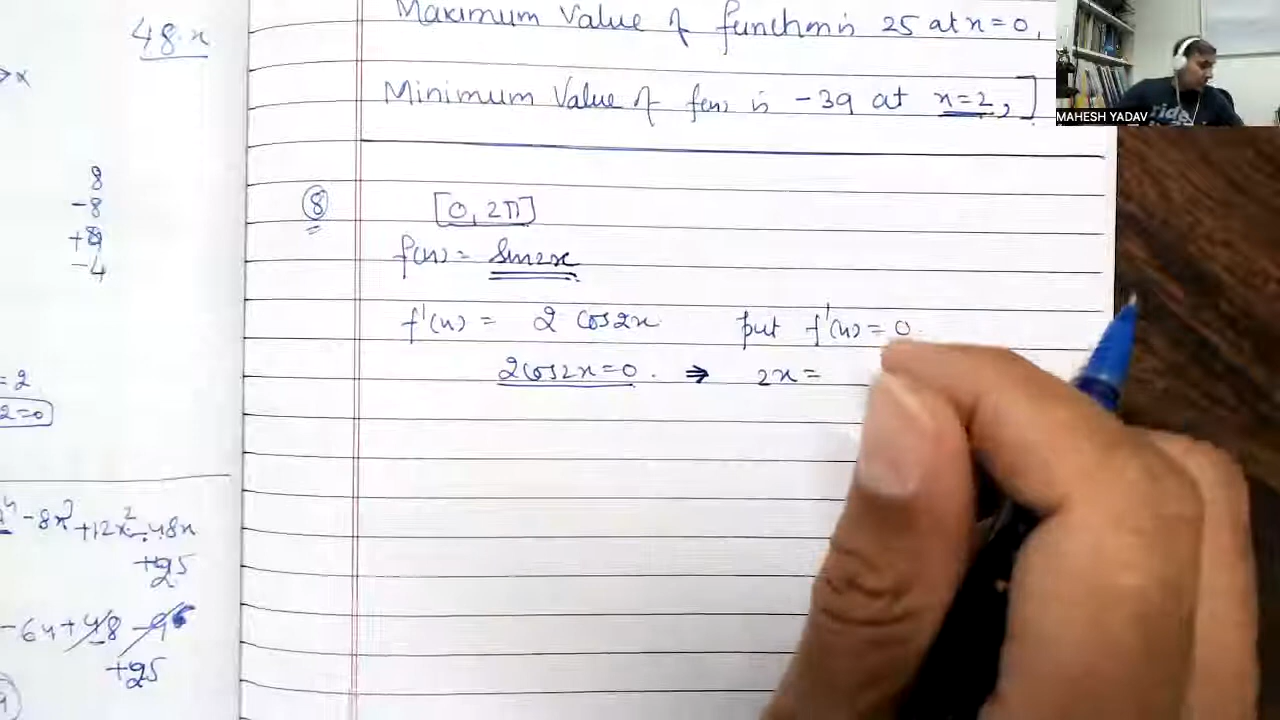 48.x
→x
8
-8
+8
-4
=2
2=0
-8x³+12x²-48x
+25
-64+48-96
+25
Maximum Value of function is 25 at x=0,
Minimum Value of f(x) is -39 at x=2,]
MAHESH YADAV
ride
⑧ [0, 2π]
f(x) = Sin2x
f'(x) = 2 cos2x put f'(x)=0.
2cos2x=0. ⇒ 2x =